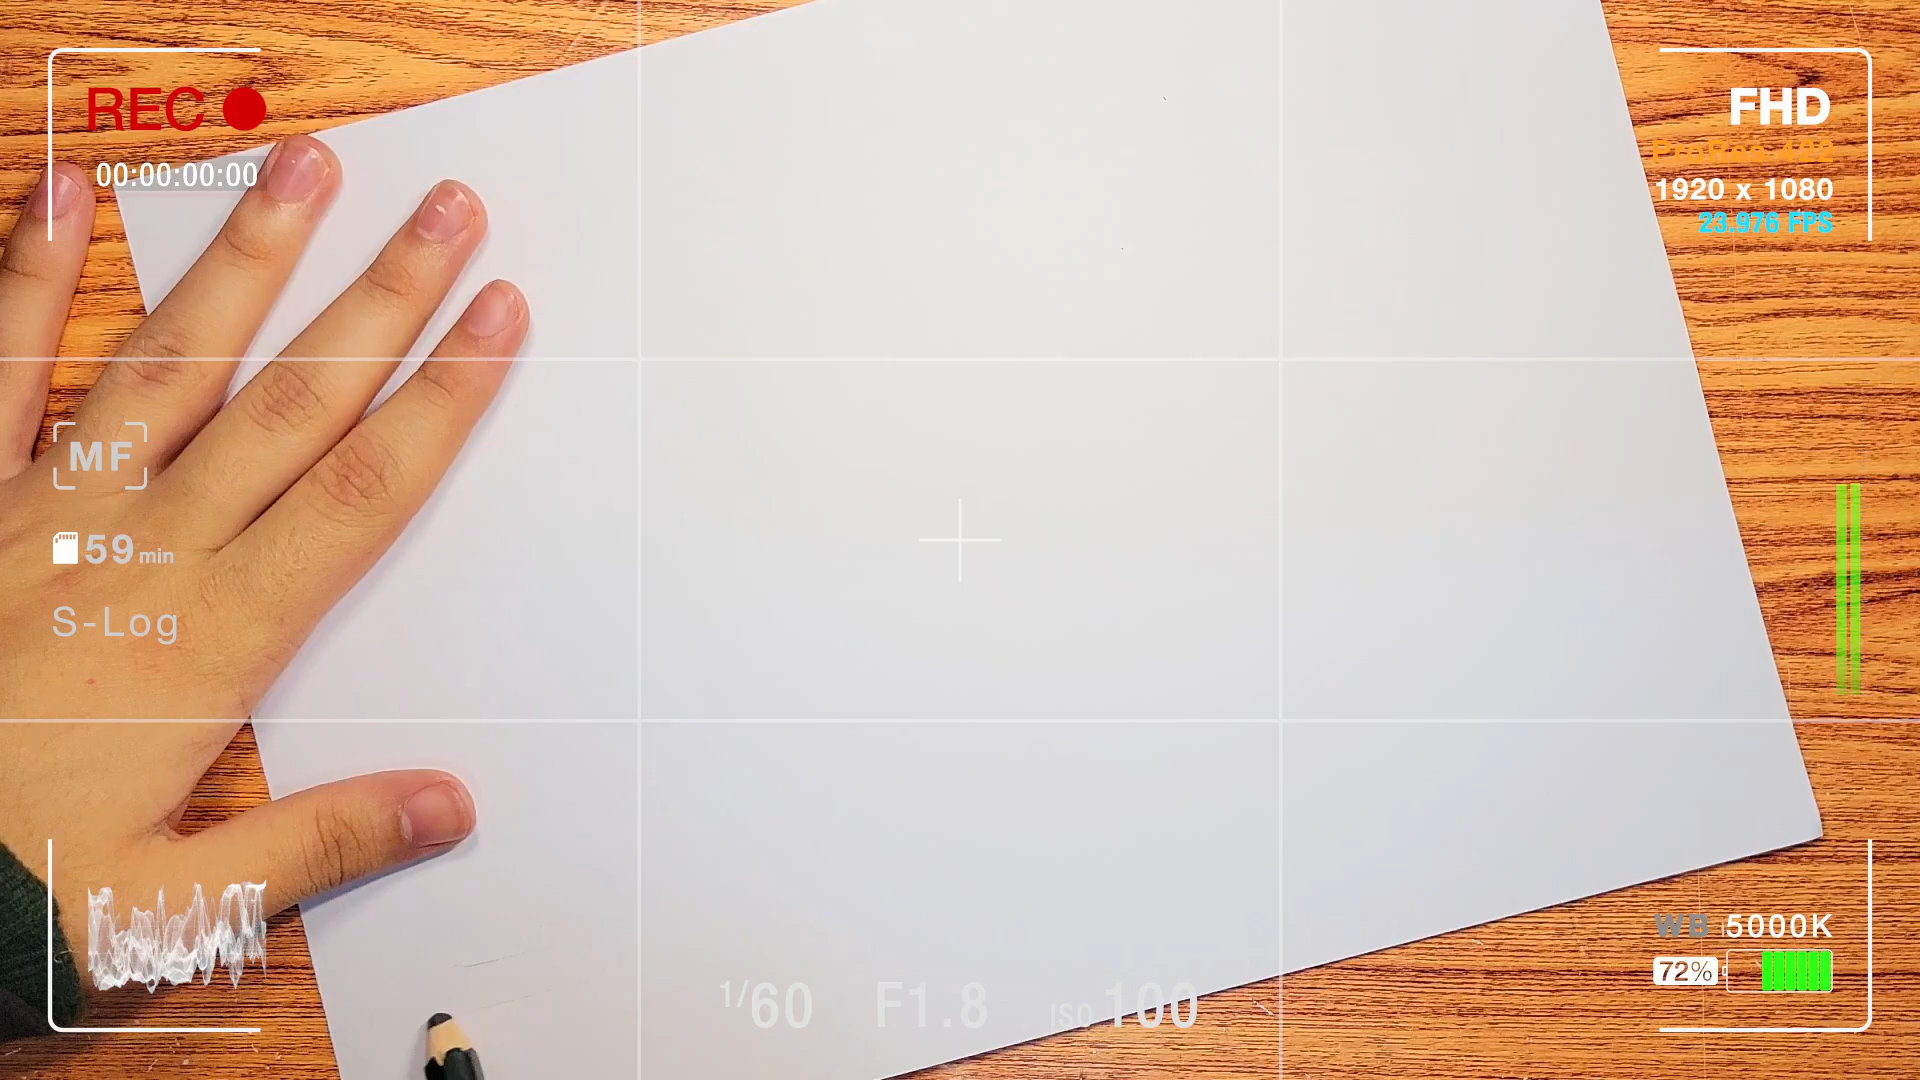 REC
00:00:00:00
FHD
ProRes 422
1920 x 1080
23.976 FPS
MF
59 min
S-Log
1/60 F1.8 ISO 100
WB 5000K
72%